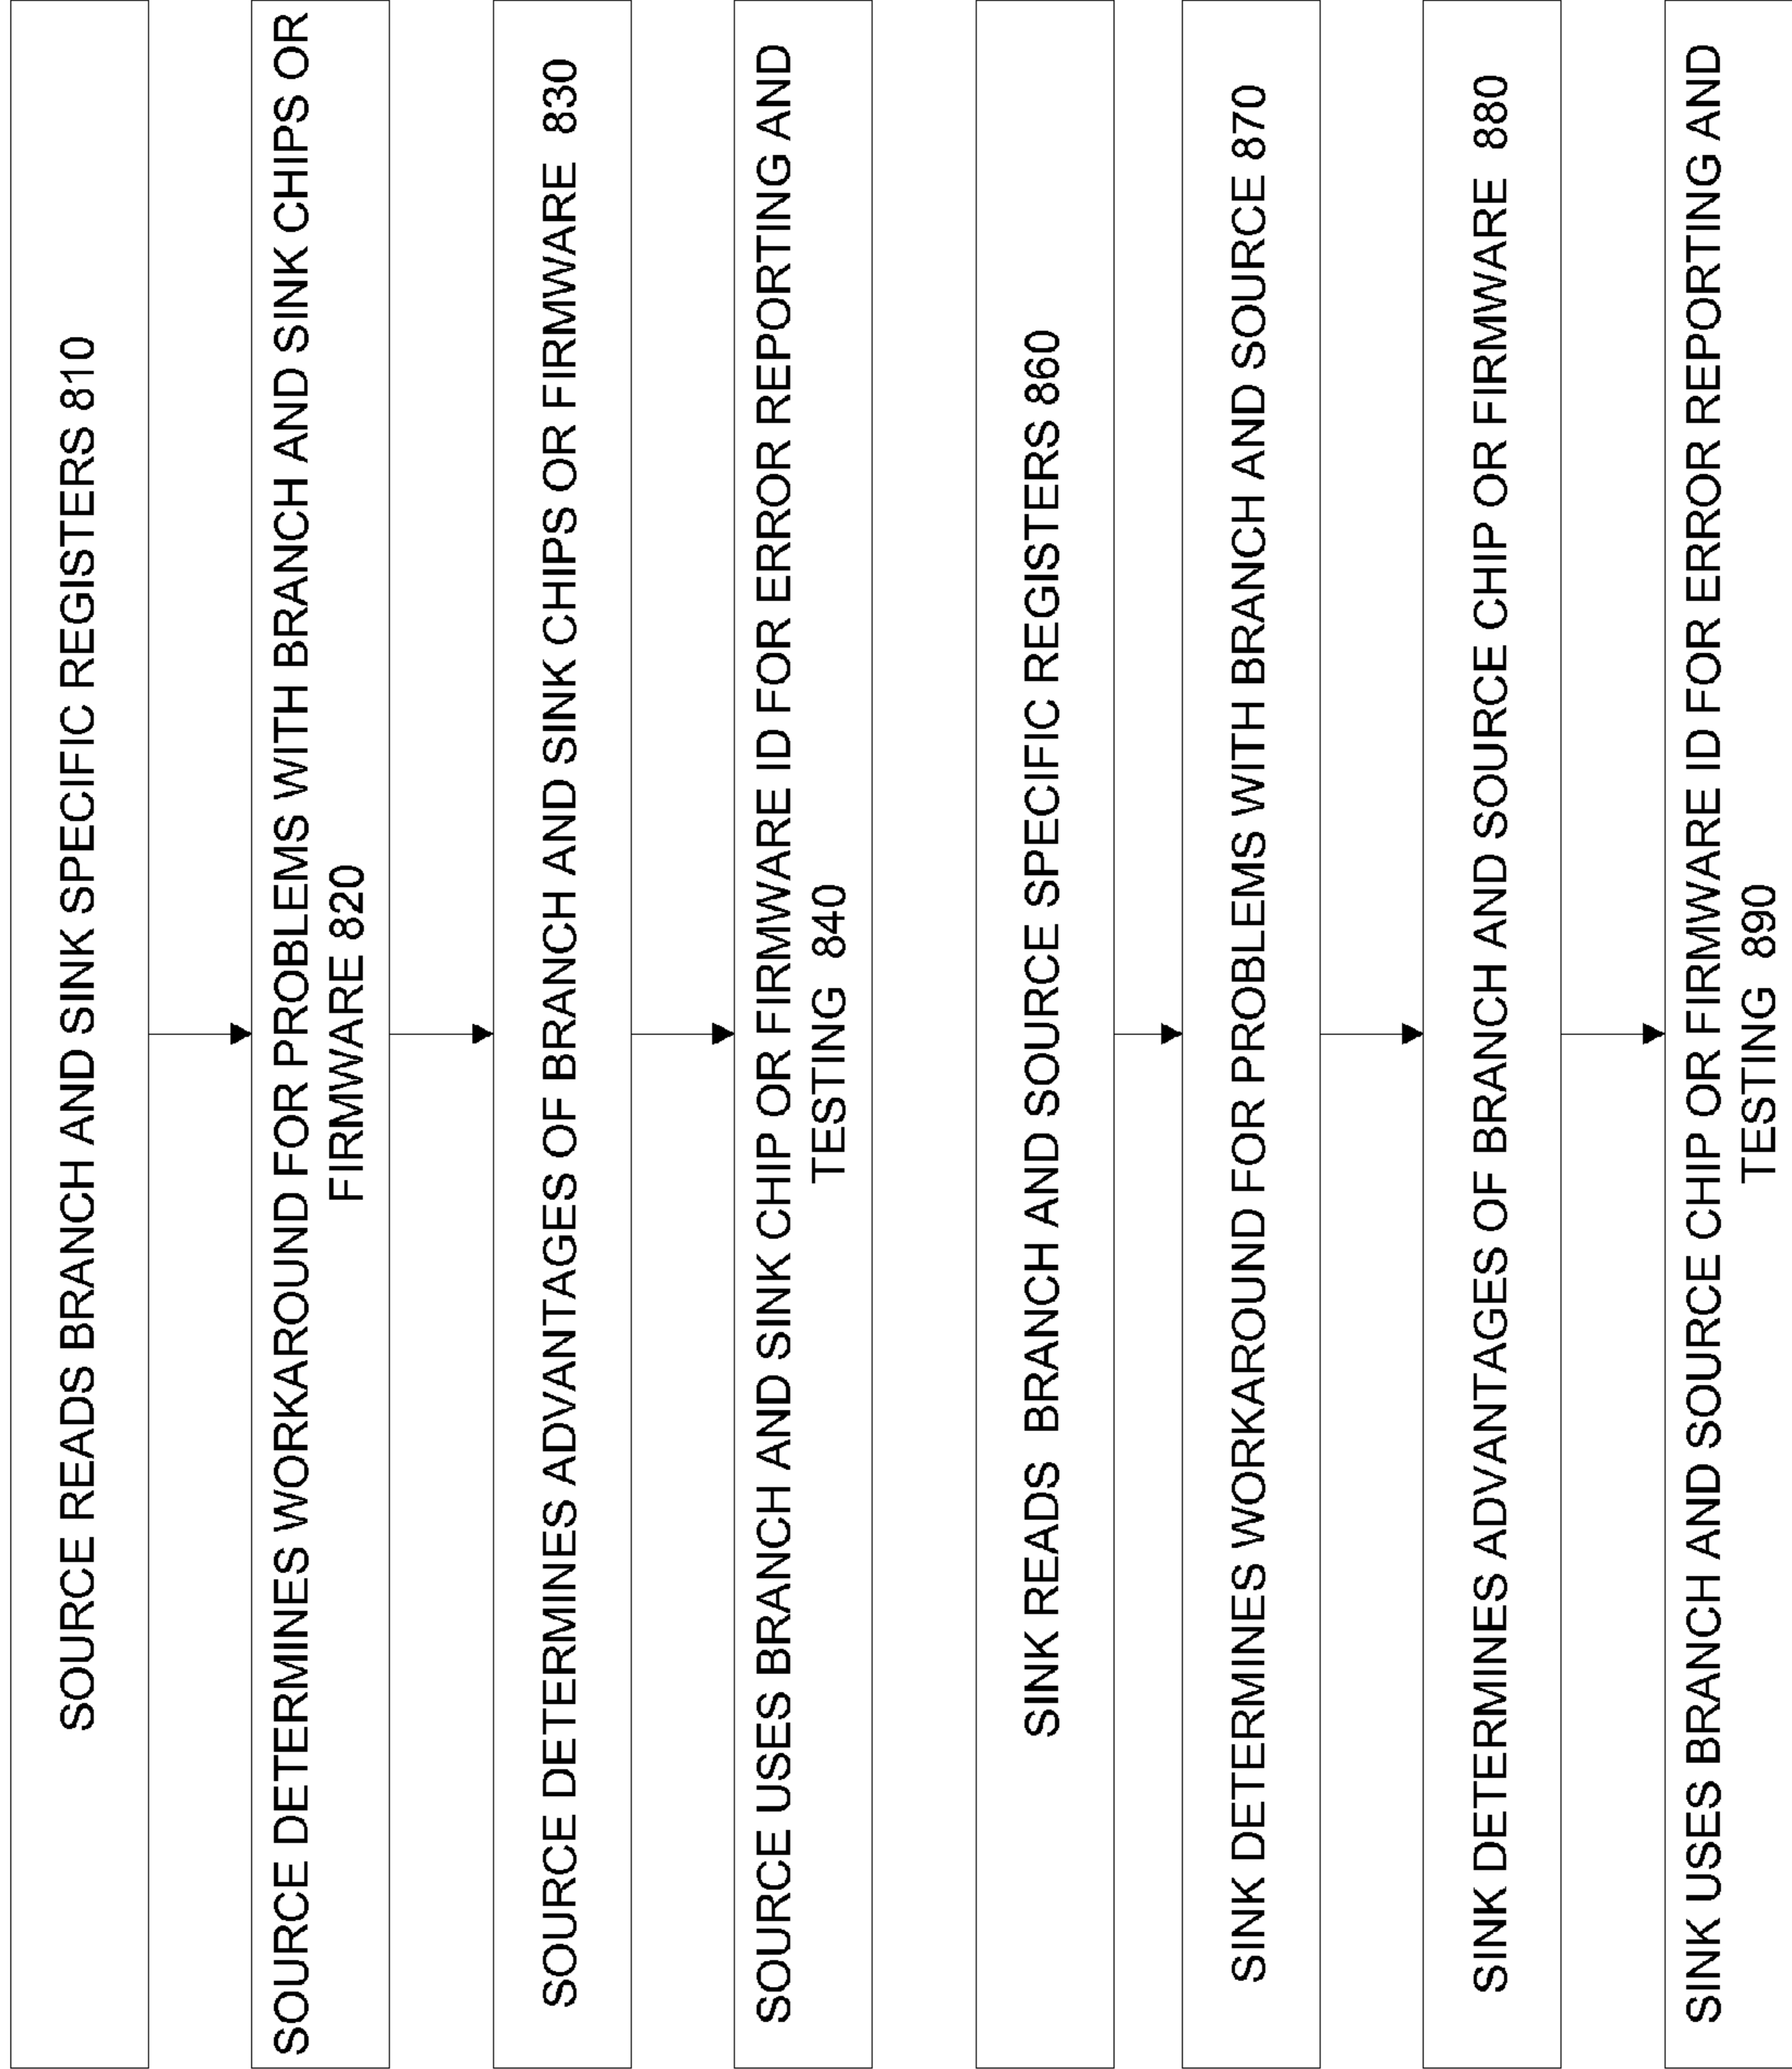 SOURCE READS BRANCH AND SINK SPECIFIC REGISTERS 810
SOURCE DETERMINES WORKAROUND FOR PROBLEMS WITH BRANCH AND SINK CHIPS OR
FIRMWARE 820
SOURCE DETERMINES ADVANTAGES OF BRANCH AND SINK CHIPS OR FIRMWARE 830
SOURCE USES BRANCH AND SINK CHIP OR FIRMWARE ID FOR ERROR REPORTING AND
TESTING 840
SINK READS BRANCH AND SOURCE SPECIFIC REGISTERS 860
SINK DETERMINES WORKAROUND FOR PROBLEMS WITH BRANCH AND SOURCE 870
SINK DETERMINES ADVANTAGES OF BRANCH AND SOURCE CHIP OR FIRMWARE 880
SINK USES BRANCH AND SOURCE CHIP OR FIRMWARE ID FOR ERROR REPORTING AND
TESTING 890